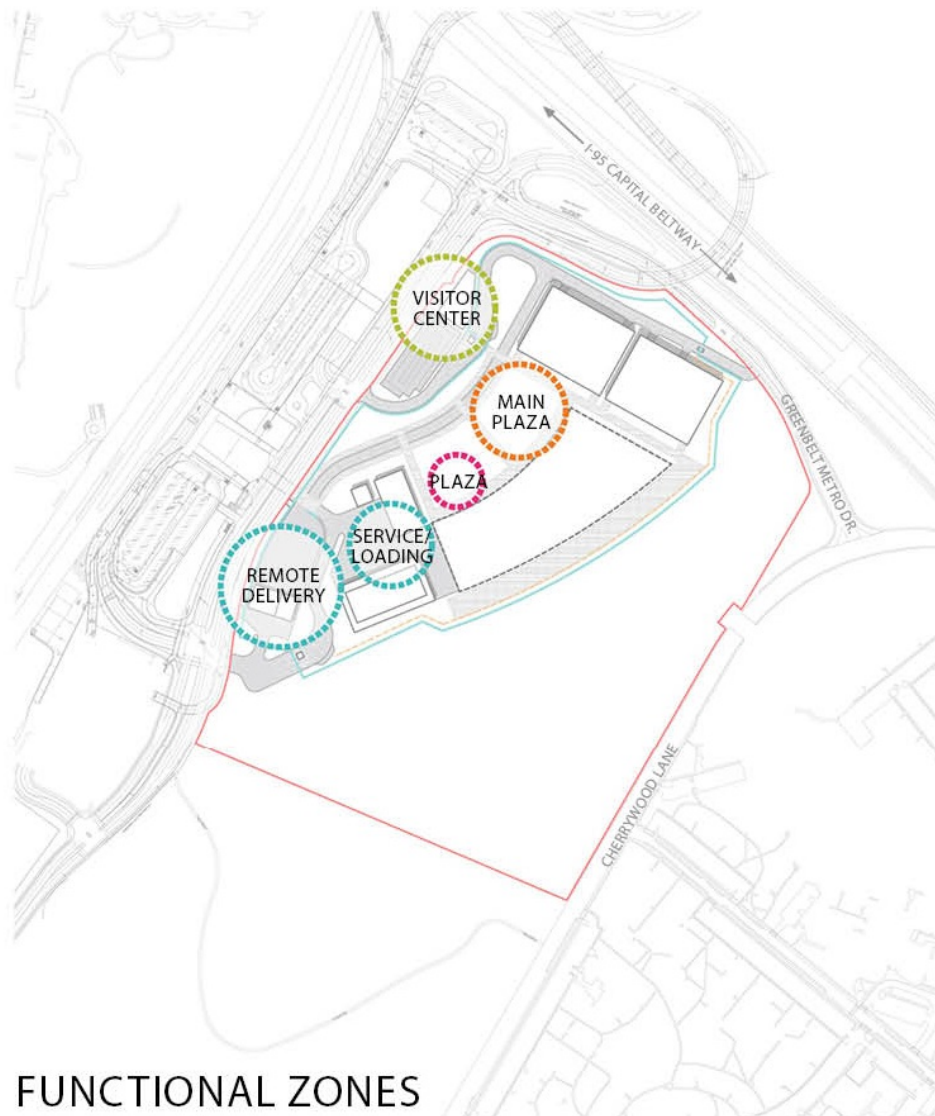 I-95 CAPITAL BELTWAY
VISITOR
CENTER
MAIN
PLAZA
GREENBELT METRO DR.
PLAZA
SERVICE/
LOADING
REMOTE
DELIVERY
CHERRYWOOD LANE
FUNCTIONAL ZONES